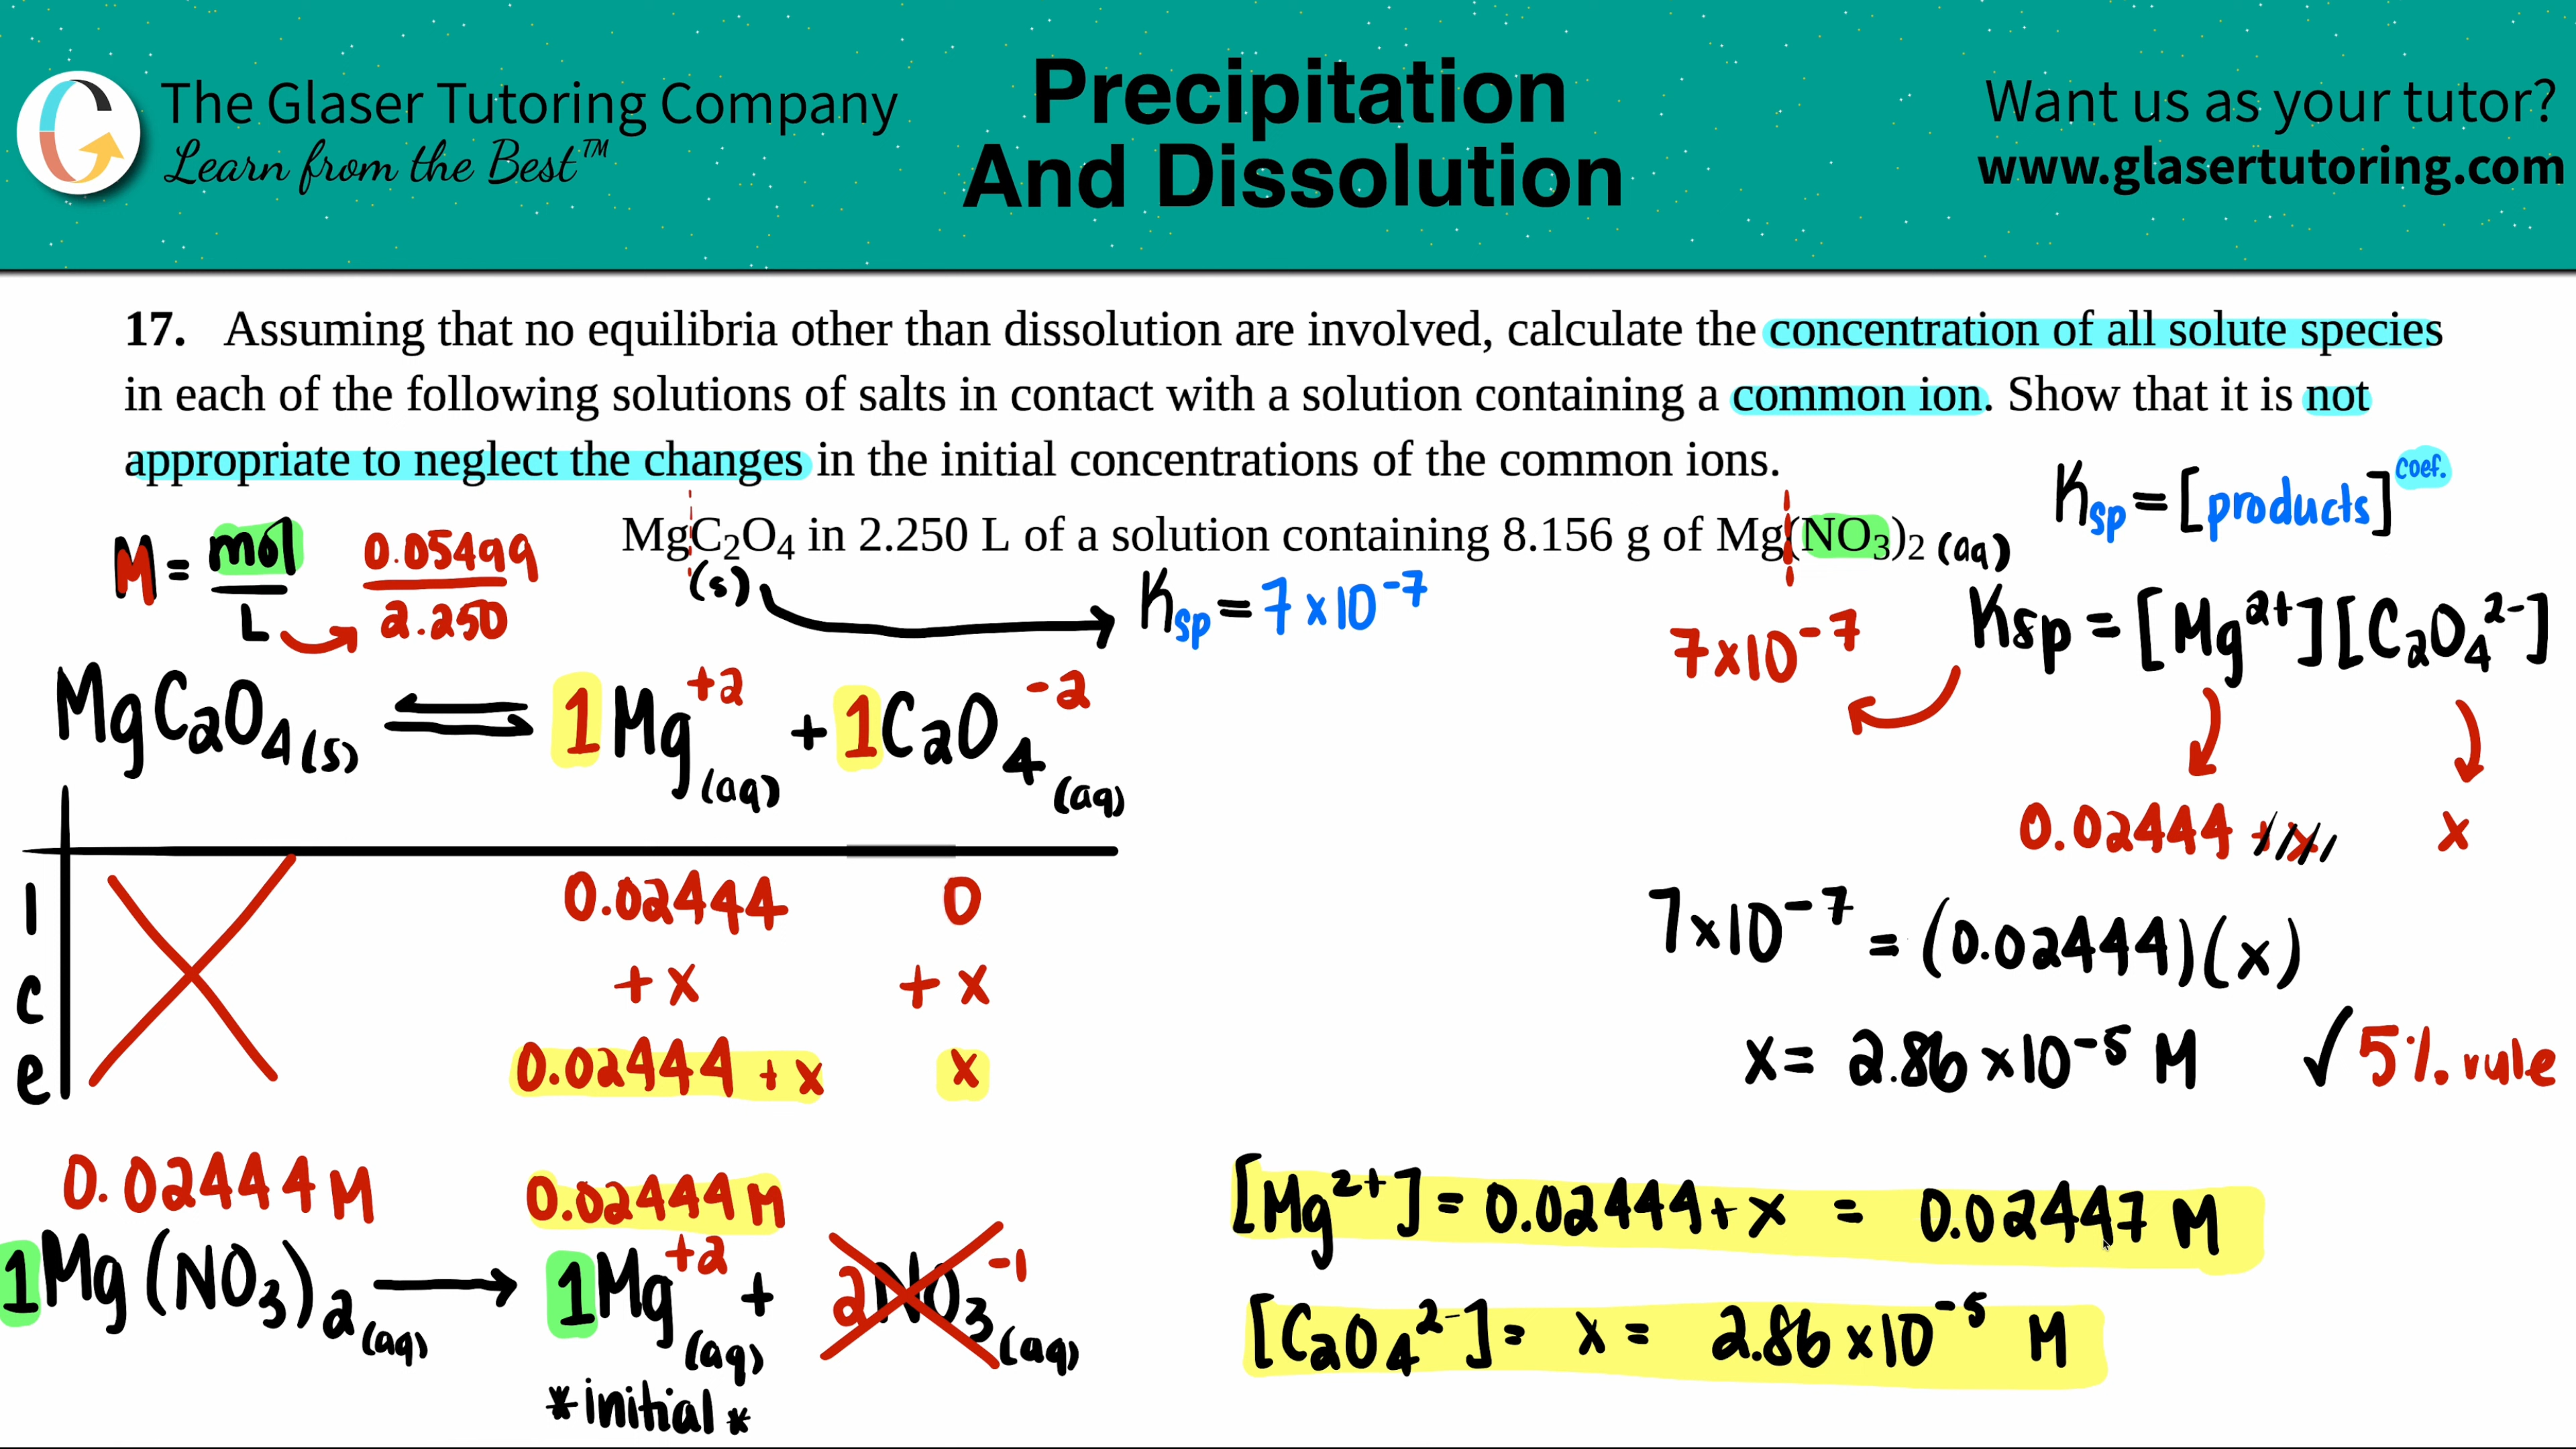 The Glaser Tutoring Company
Learn from the Best™
Precipitation
And Dissolution
Want us as your tutor?
www.glasertutoring.com
17. Assuming that no equilibria other than dissolution are involved, calculate the concentration of all solute species
in each of the following solutions of salts in contact with a solution containing a common ion. Show that it is not
appropriate to neglect the changes in the initial concentrations of the common ions.
MgC₂O₄ in 2.250 L of a solution containing 8.156 g of Mg(NO₃)₂ (aq)
(s)
Ksp = 7 x 10⁻⁷
M = mol / L
0.05499 / 2.250
Ksp = [products]^coef.
Ksp = [Mg²⁺][C₂O₄²⁻]
7x10⁻⁷
0.02444 + x
x
MgC₂O₄(s) ⇌ 1Mg⁺²(aq) + 1C₂O₄⁻²(aq)
I 0.02444 0
C + x + x
e 0.02444 + x x
7x10⁻⁷ = (0.02444)(x)
x = 2.86 x 10⁻⁵ M √ 5% rule
0.02444 M 0.02444 M
1Mg(NO₃)₂(aq) → 1Mg⁺²(aq) + 2NO₃⁻¹(aq)
*initial*
[Mg²⁺] = 0.02444 + x = 0.02447 M
[C₂O₄²⁻] = x = 2.86 x 10⁻⁵ M